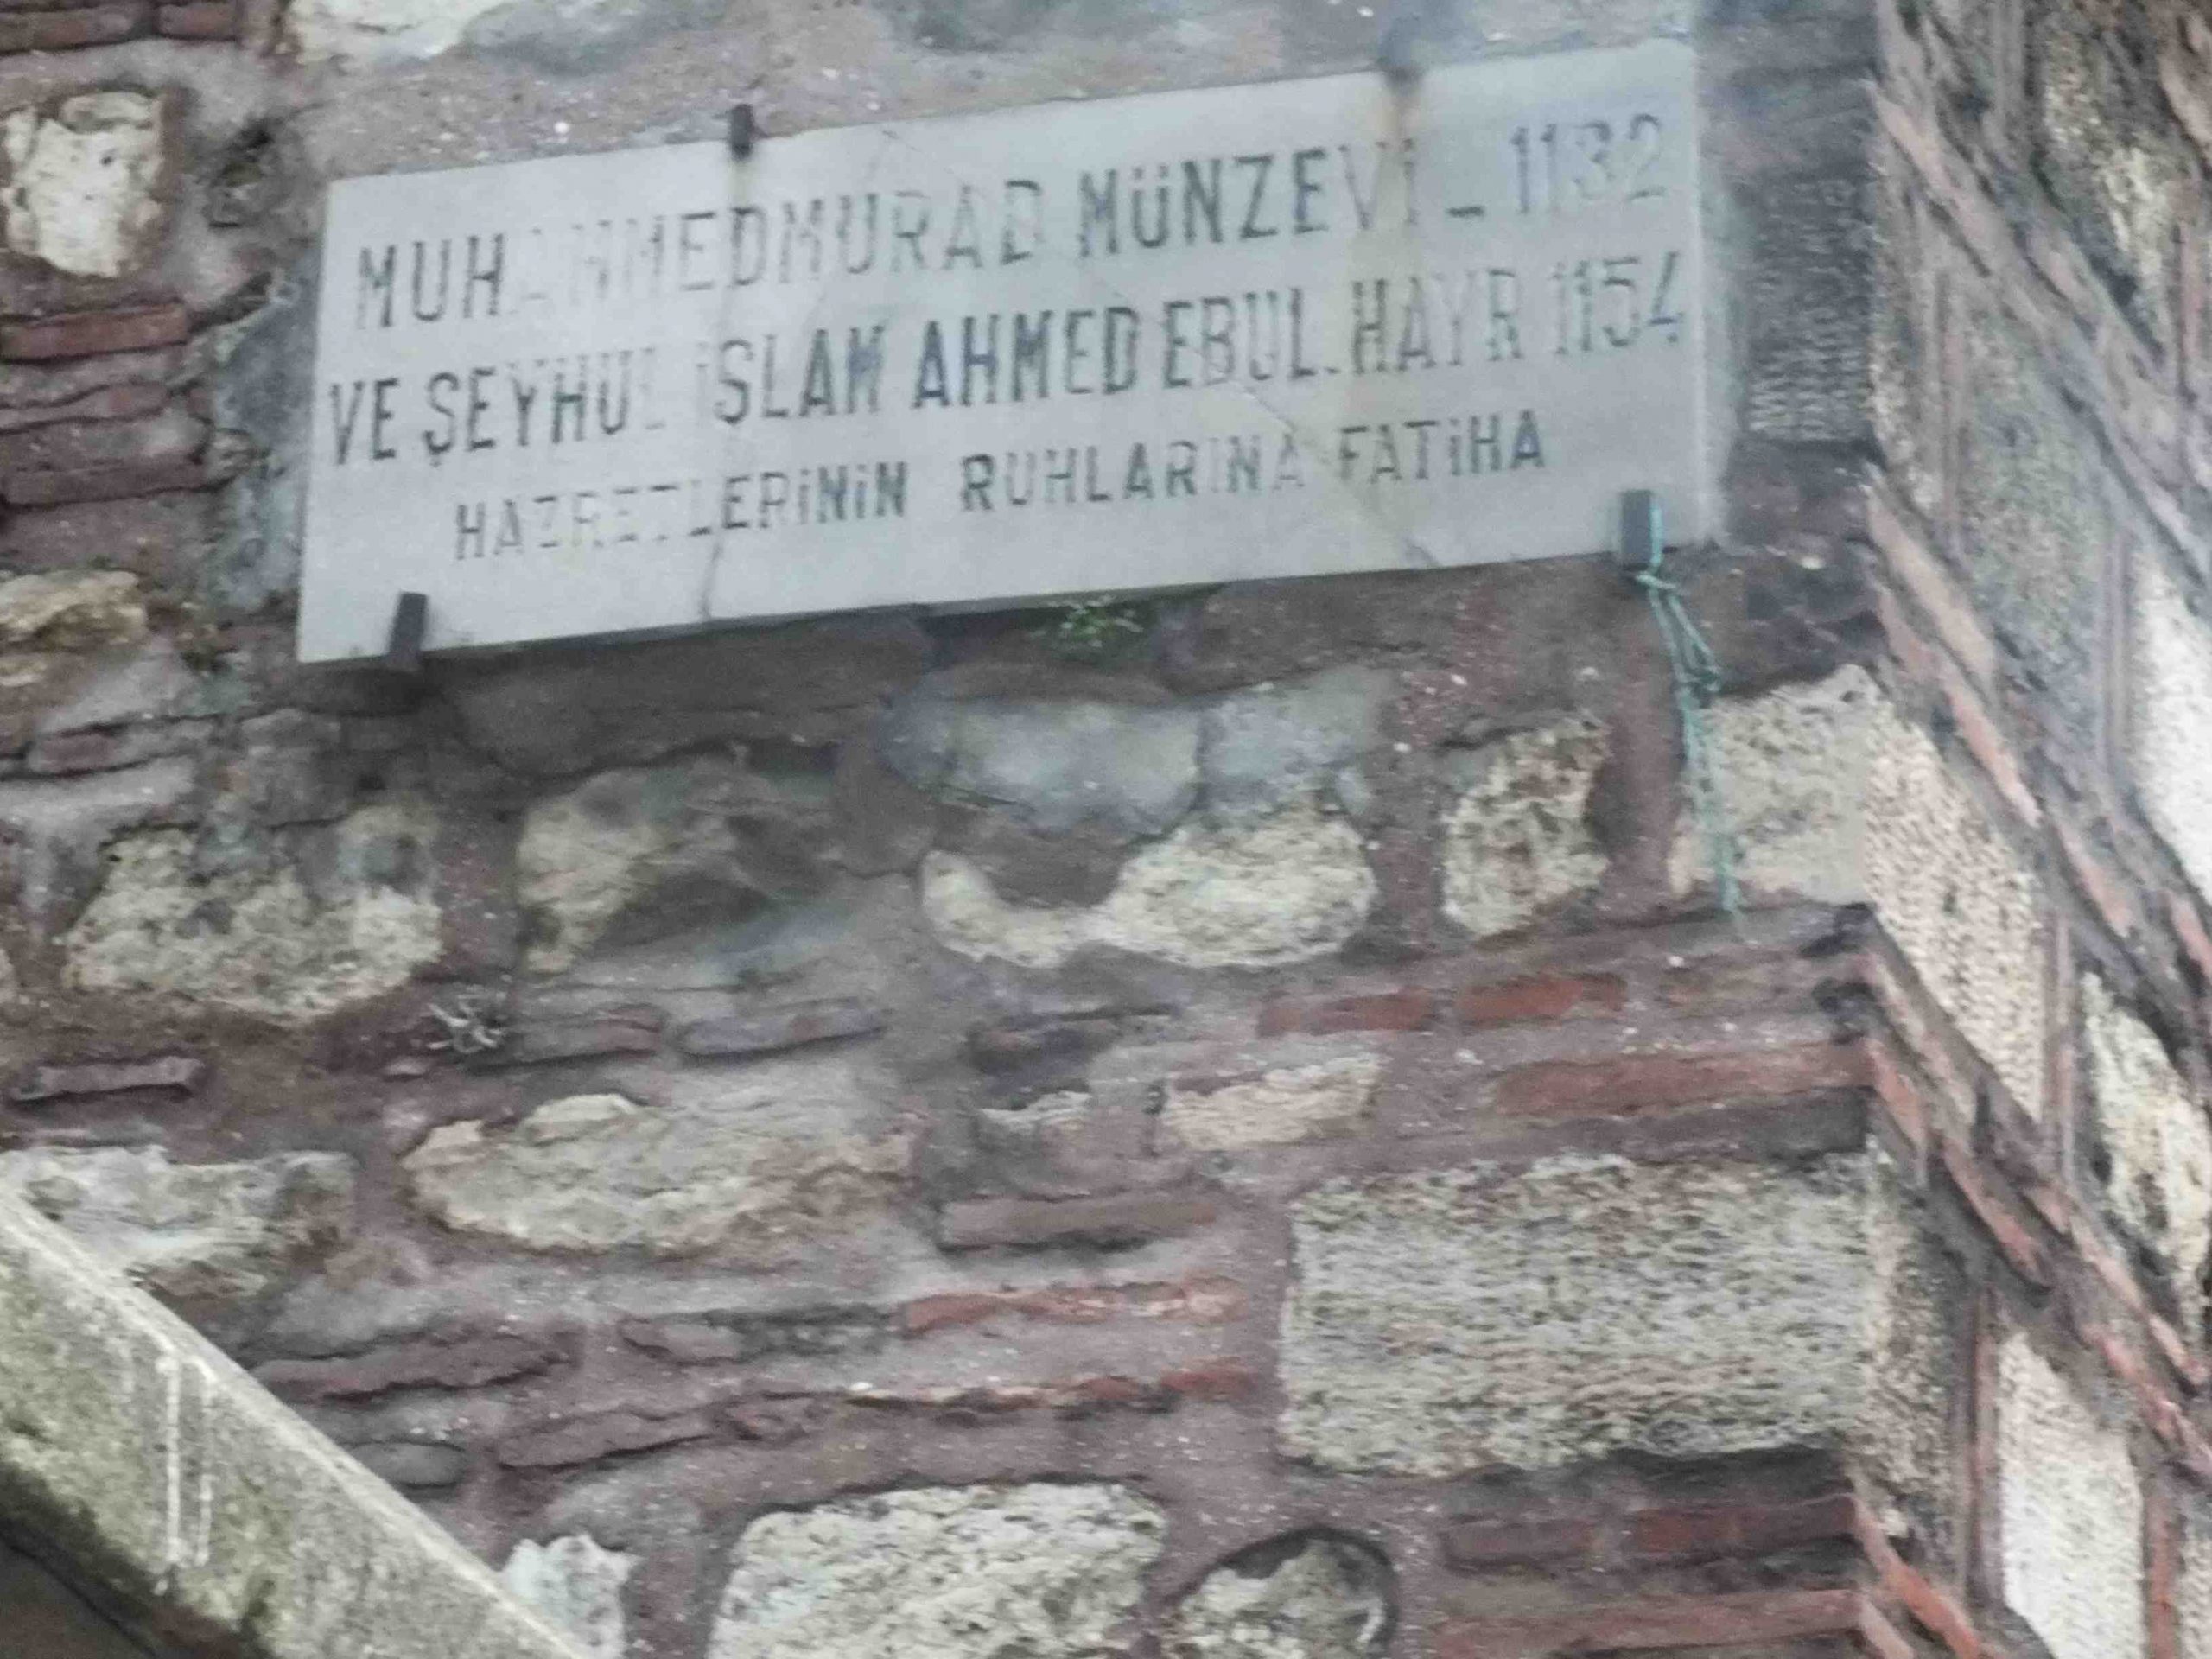 MUHAMMEDMURAD MÜNZEVİ _ 1132
VE ŞEYHUL İSLAM AHMED EBUL.HAYR 1154
HAZRETLERİNİN RUHLARINA FATİHA